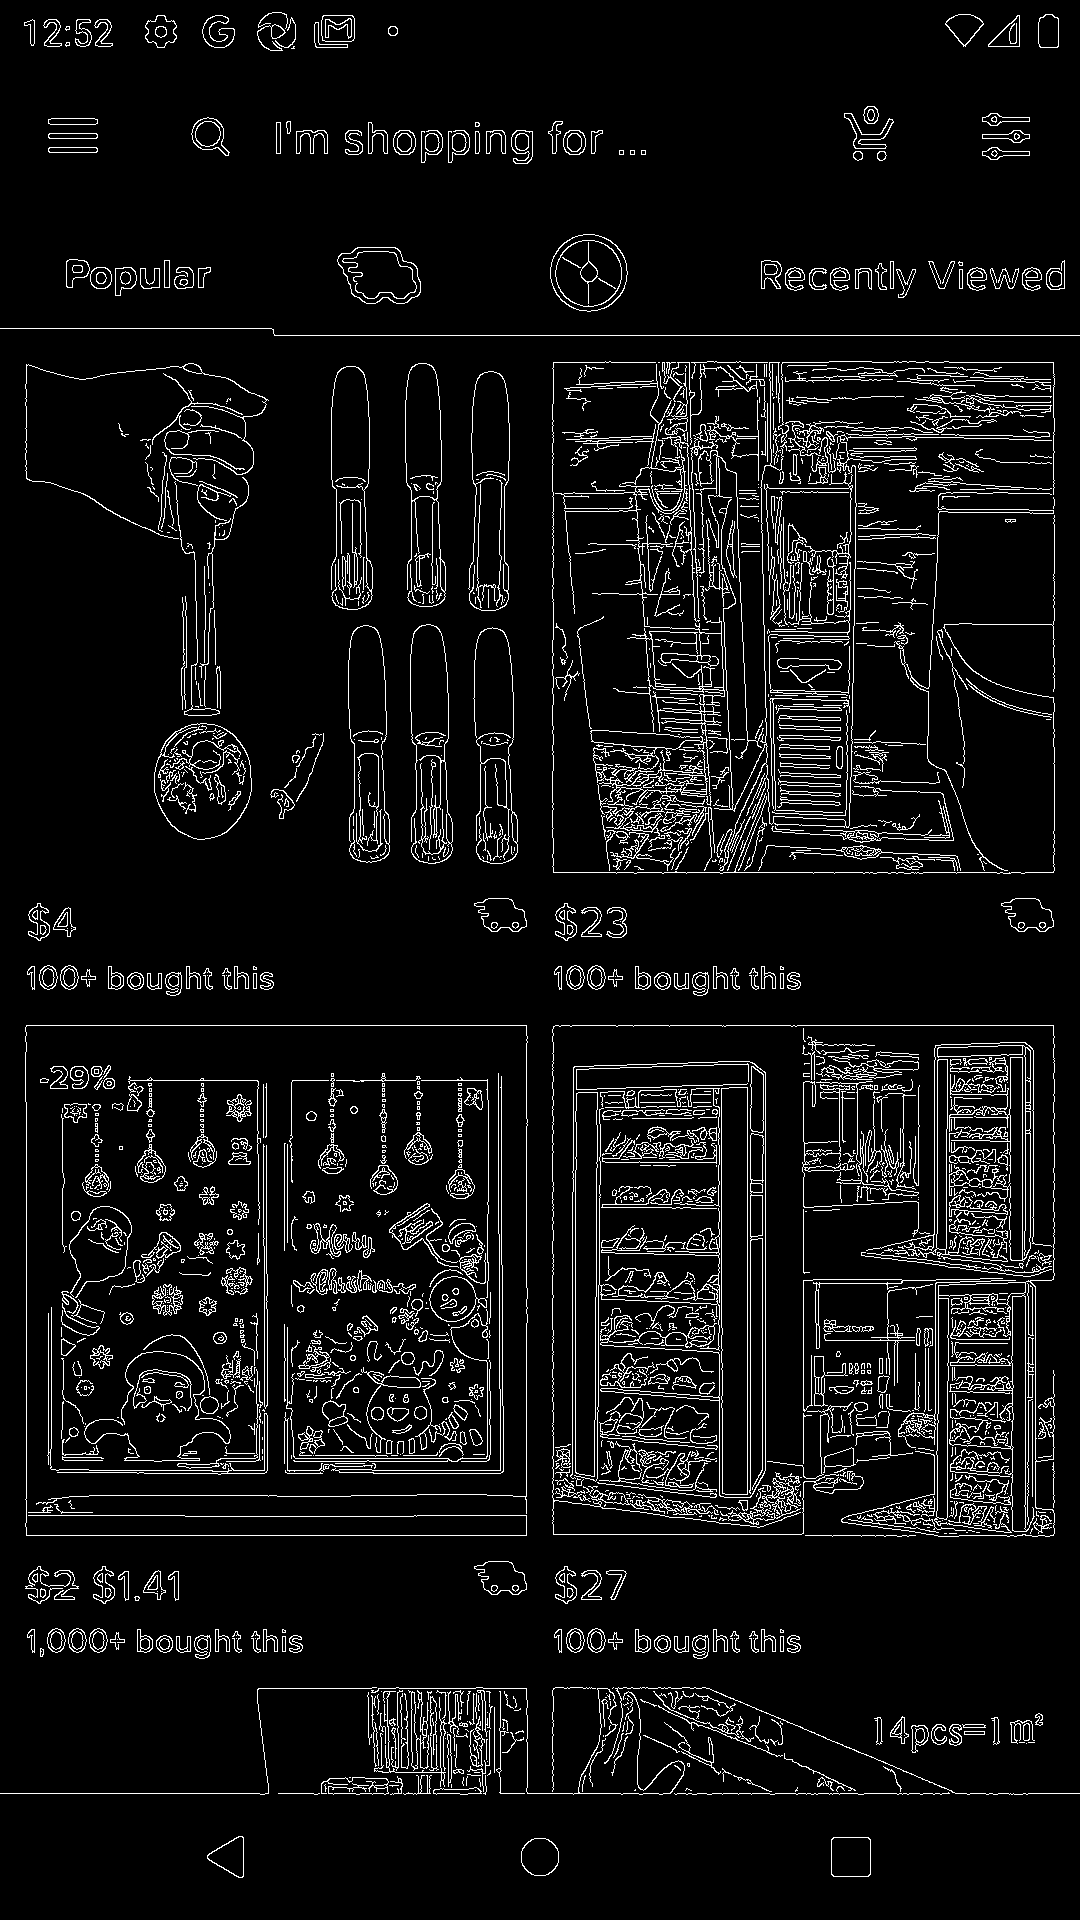 12:52
I'm shopping for ...
0
Popular
Recently Viewed
$4
$23
100+ bought this
100+ bought this
-29%
Merry
Christmas
$2 $1.41
$27
1,000+ bought this
100+ bought this
14pcs=1m²